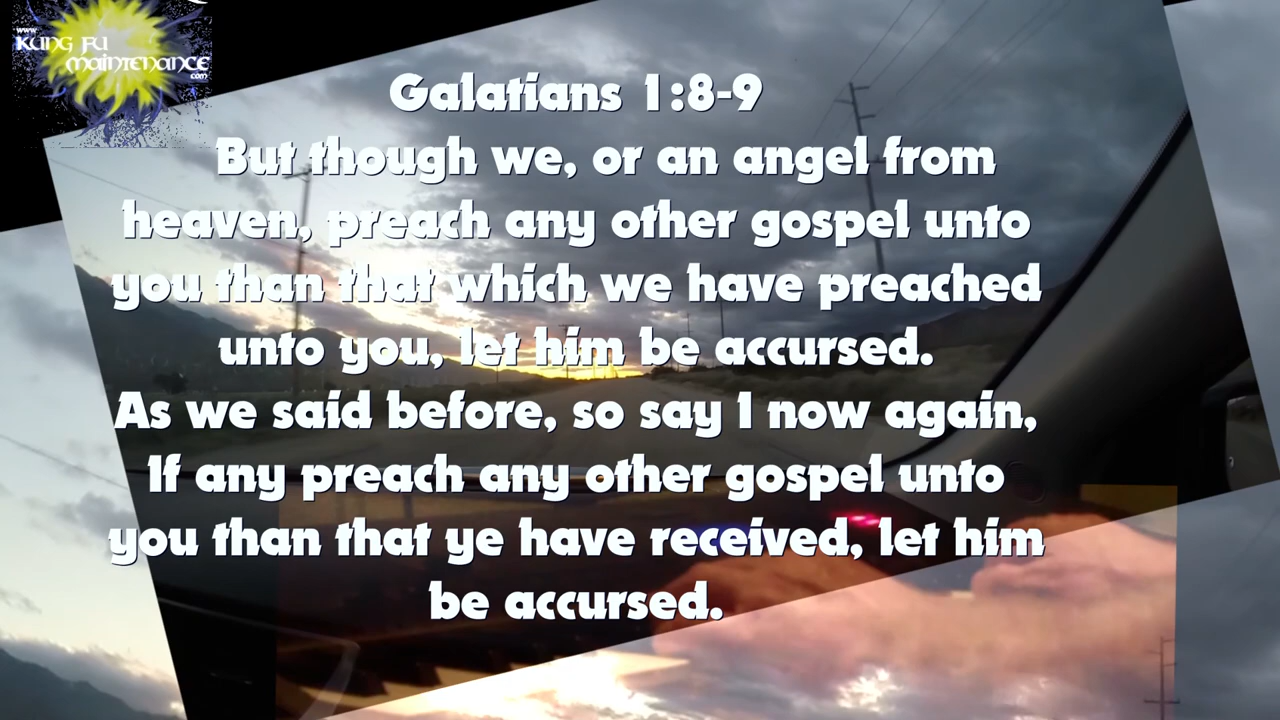 www
KUNG FU
MAINTENANCE
.com
Galatians 1:8-9
But though we, or an angel from
heaven, preach any other gospel unto
you than that which we have preached
unto you, let him be accursed.
As we said before, so say I now again,
If any preach any other gospel unto
you than that ye have received, let him
be accursed.